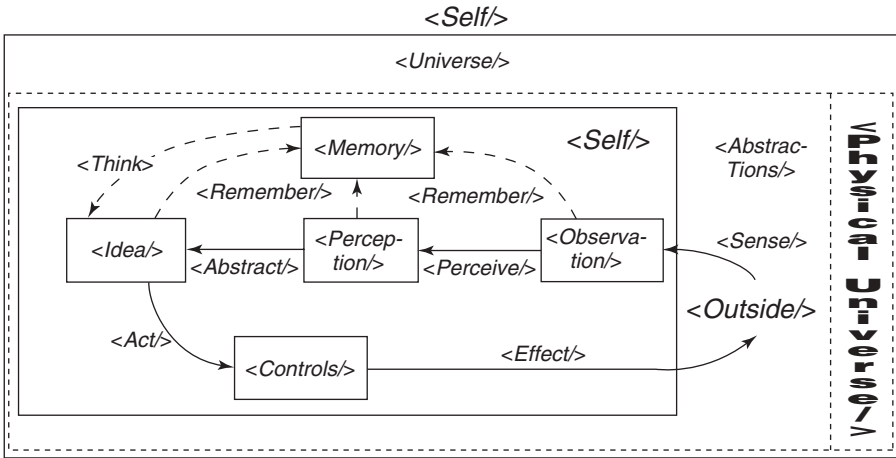 <Self/>
<Universe/>
<Self/>
<Abstrac-
Tions/>
<Memory/>
<Think>
<Remember/>
<Remember/>
<Idea/>
<Abstract/>
<Percep-
tion/>
<Perceive/>
<Observa-
tion/>
<Sense/>
<Outside/>
<Act/>
<Controls/>
<Effect/>
<physical universe/>